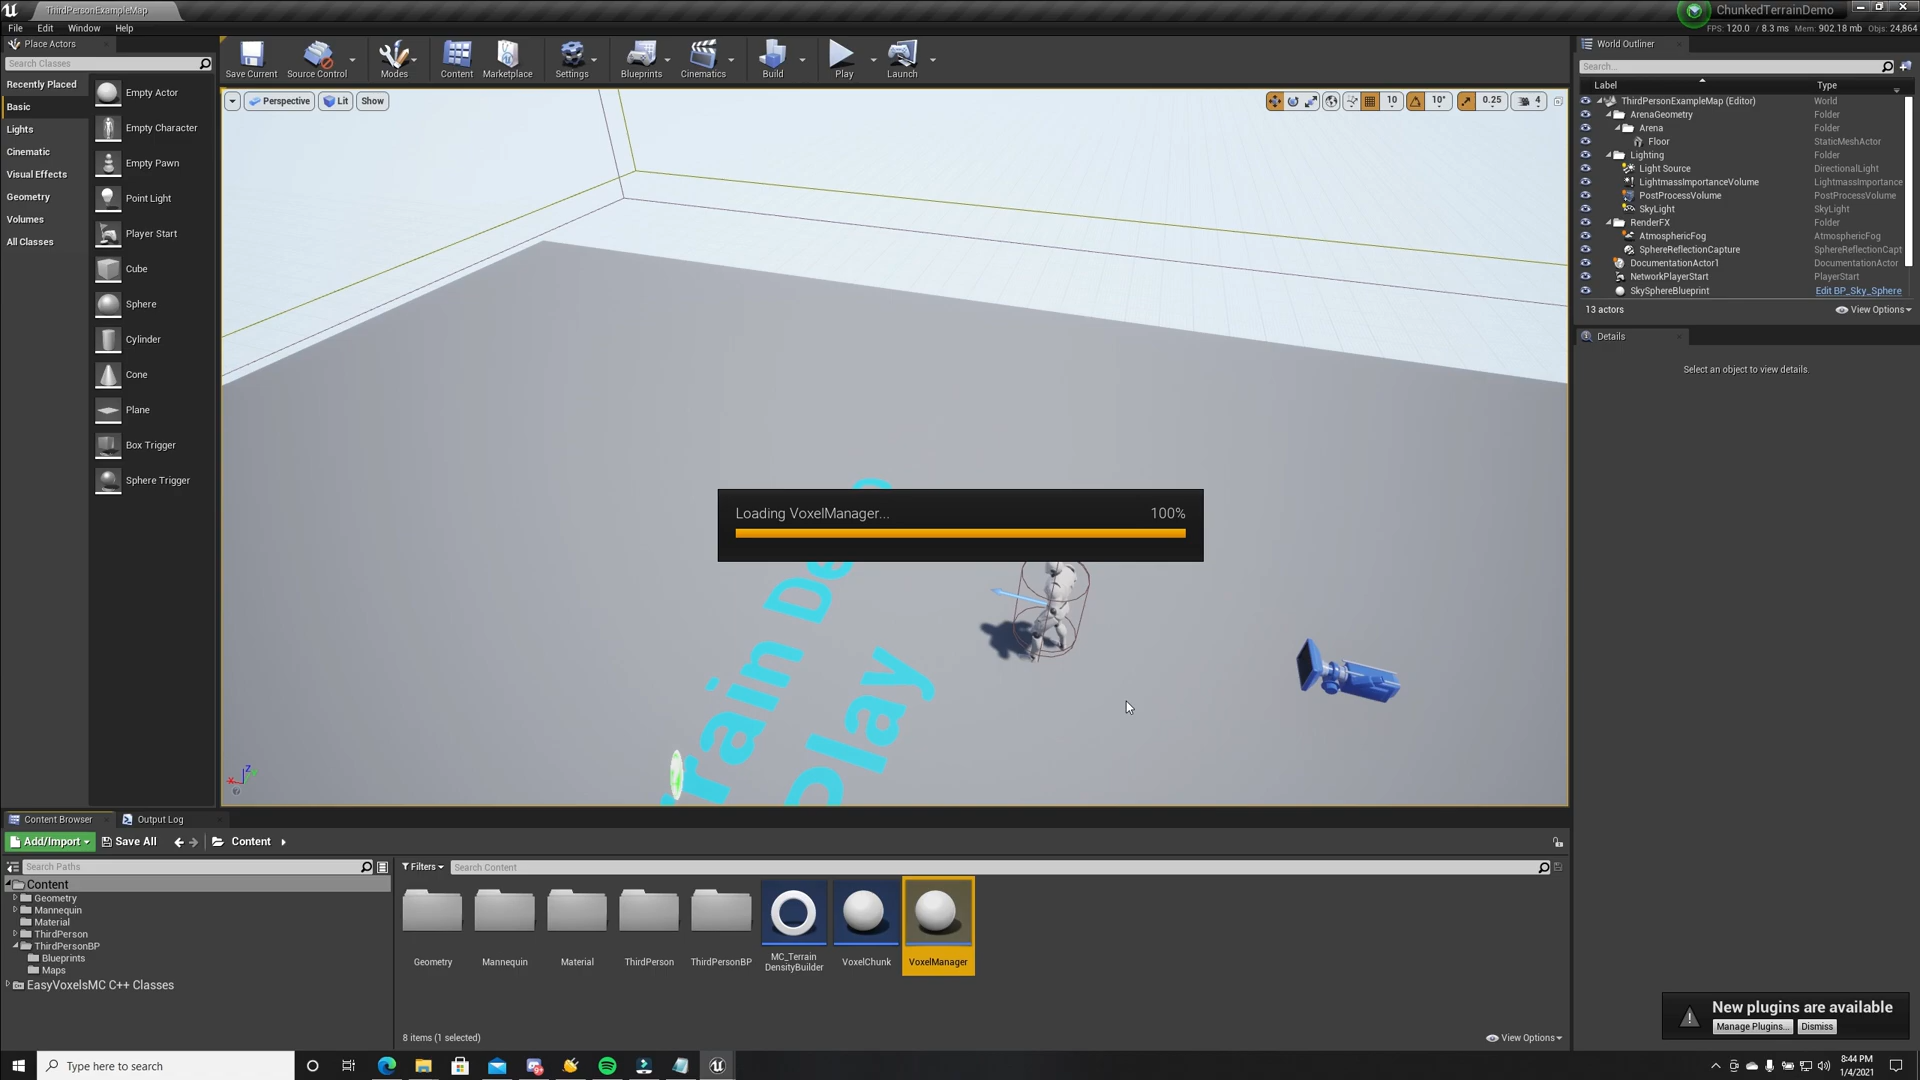 ThirdPersonExampleMap
ChunkedTerrainDemo
File Edit Window Help
FPS: 120.0 / 8.3 ms Mem: 902.18 mb Objs: 24,864
Place Actors
Search Classes
Recently Placed
Basic
Lights
Cinematic
Visual Effects
Geometry
Volumes
All Classes
Empty Actor
Empty Character
Empty Pawn
Point Light
Player Start
Cube
Sphere
Cylinder
Cone
Plane
Box Trigger
Sphere Trigger
Save Current
Source Control
Modes
Content
Marketplace
Settings
Blueprints
Cinematics
Build
Play
Launch
Perspective
Lit
Show
10
10°
0.25
4
Loading VoxelManager... 100%
Play
World Outliner
Search...
Label Type
ThirdPersonExampleMap (Editor) World
ArenaGeometry Folder
Arena Folder
Floor StaticMeshActor
Lighting Folder
Light Source DirectionalLight
LightmassImportanceVolume LightmassImportance
PostProcessVolume PostProcessVolume
SkyLight SkyLight
RenderFX Folder
AtmosphericFog AtmosphericFog
SphereReflectionCapture SphereReflectionCapt
DocumentationActor1 DocumentationActor
NetworkPlayerStart PlayerStart
SkySphereBlueprint Edit BP_Sky_Sphere
13 actors
View Options
Details
Select an object to view details.
Content Browser
Output Log
Add/Import
Save All
Content
Search Paths
Content
Geometry
Mannequin
Material
ThirdPerson
ThirdPersonBP
Blueprints
Maps
EasyVoxelsMC C++ Classes
Filters
Search Content
Geometry
Mannequin
Material
ThirdPerson
ThirdPersonBP
MC_Terrain
DensityBuilder
VoxelChunk
VoxelManager
8 items (1 selected)
View Options
New plugins are available
Manage Plugins...
Dismiss
Type here to search
8:44 PM
1/4/2021